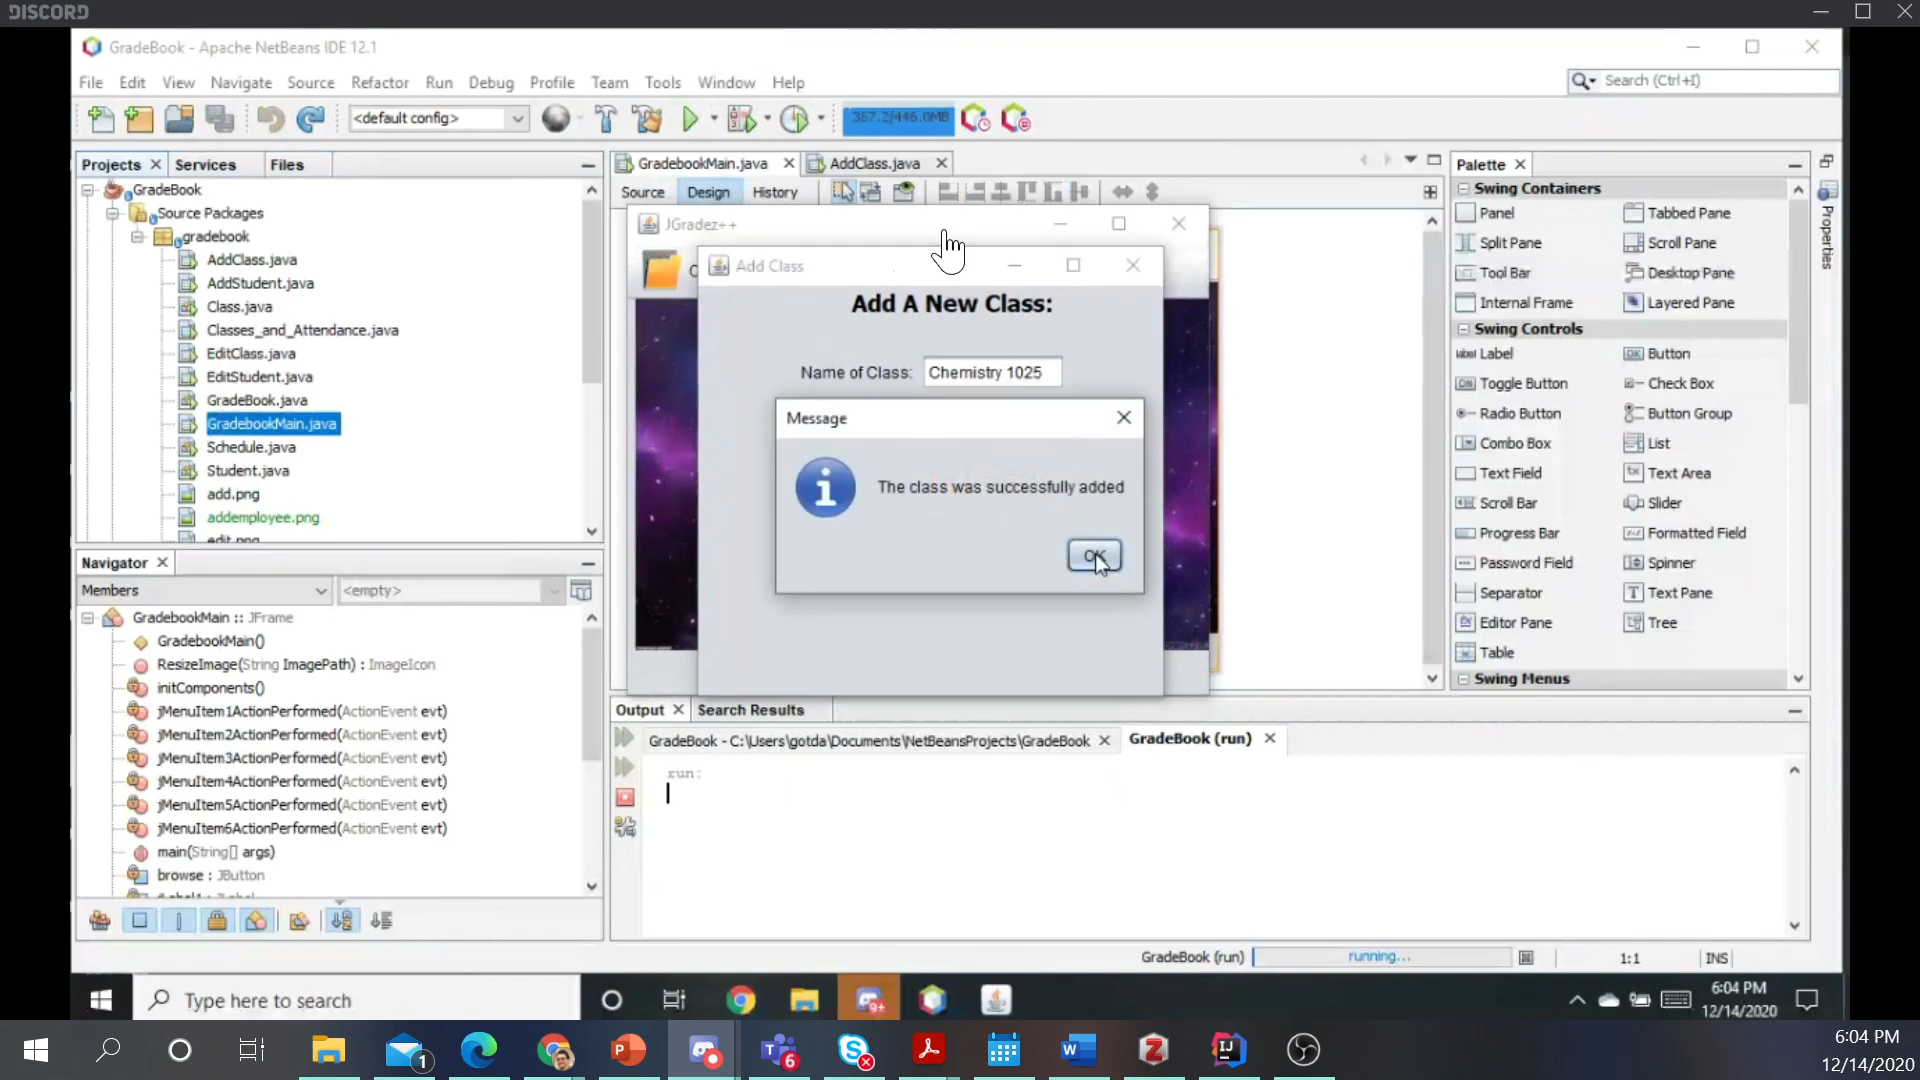 DISCORD
GradeBook - Apache NetBeans IDE 12.1
File Edit View Navigate Source Refactor Run Debug Profile Team Tools Window Help
Search (Ctrl+I)
<default config>
367.2/446.0MB
Projects
Services
Files
GradeBook
Source Packages
gradebook
AddClass.java
AddStudent.java
Class.java
Classes_and_Attendance.java
EditClass.java
EditStudent.java
GradeBook.java
GradebookMain.java
Schedule.java
Student.java
add.png
addemployee.png
edit.png
Navigator
Members
<empty>
GradebookMain :: JFrame
GradebookMain()
ResizeImage(String ImagePath) : ImageIcon
initComponents()
jMenuItem1ActionPerformed(ActionEvent evt)
jMenuItem2ActionPerformed(ActionEvent evt)
jMenuItem3ActionPerformed(ActionEvent evt)
jMenuItem4ActionPerformed(ActionEvent evt)
jMenuItem5ActionPerformed(ActionEvent evt)
jMenuItem6ActionPerformed(ActionEvent evt)
main(String[] args)
browse : JButton
GradebookMain.java
AddClass.java
Source
Design
History
JGradez++
Add Class
Add A New Class:
Name of Class: Chemistry 1025
Message
The class was successfully added
OK
Palette
Swing Containers
Panel
Tabbed Pane
Split Pane
Scroll Pane
Tool Bar
Desktop Pane
Internal Frame
Layered Pane
Swing Controls
Label
Button
Toggle Button
Check Box
Radio Button
Button Group
Combo Box
List
Text Field
Text Area
Scroll Bar
Slider
Progress Bar
Formatted Field
Password Field
Spinner
Separator
Text Pane
Editor Pane
Tree
Table
Swing Menus
Properties
Output
Search Results
GradeBook - C:\Users\gotda\Documents\NetBeansProjects\GradeBook
GradeBook (run)
run:
GradeBook (run)
running...
1:1
INS
Type here to search
9+
6:04 PM
12/14/2020
1
6
6:04 PM
12/14/2020